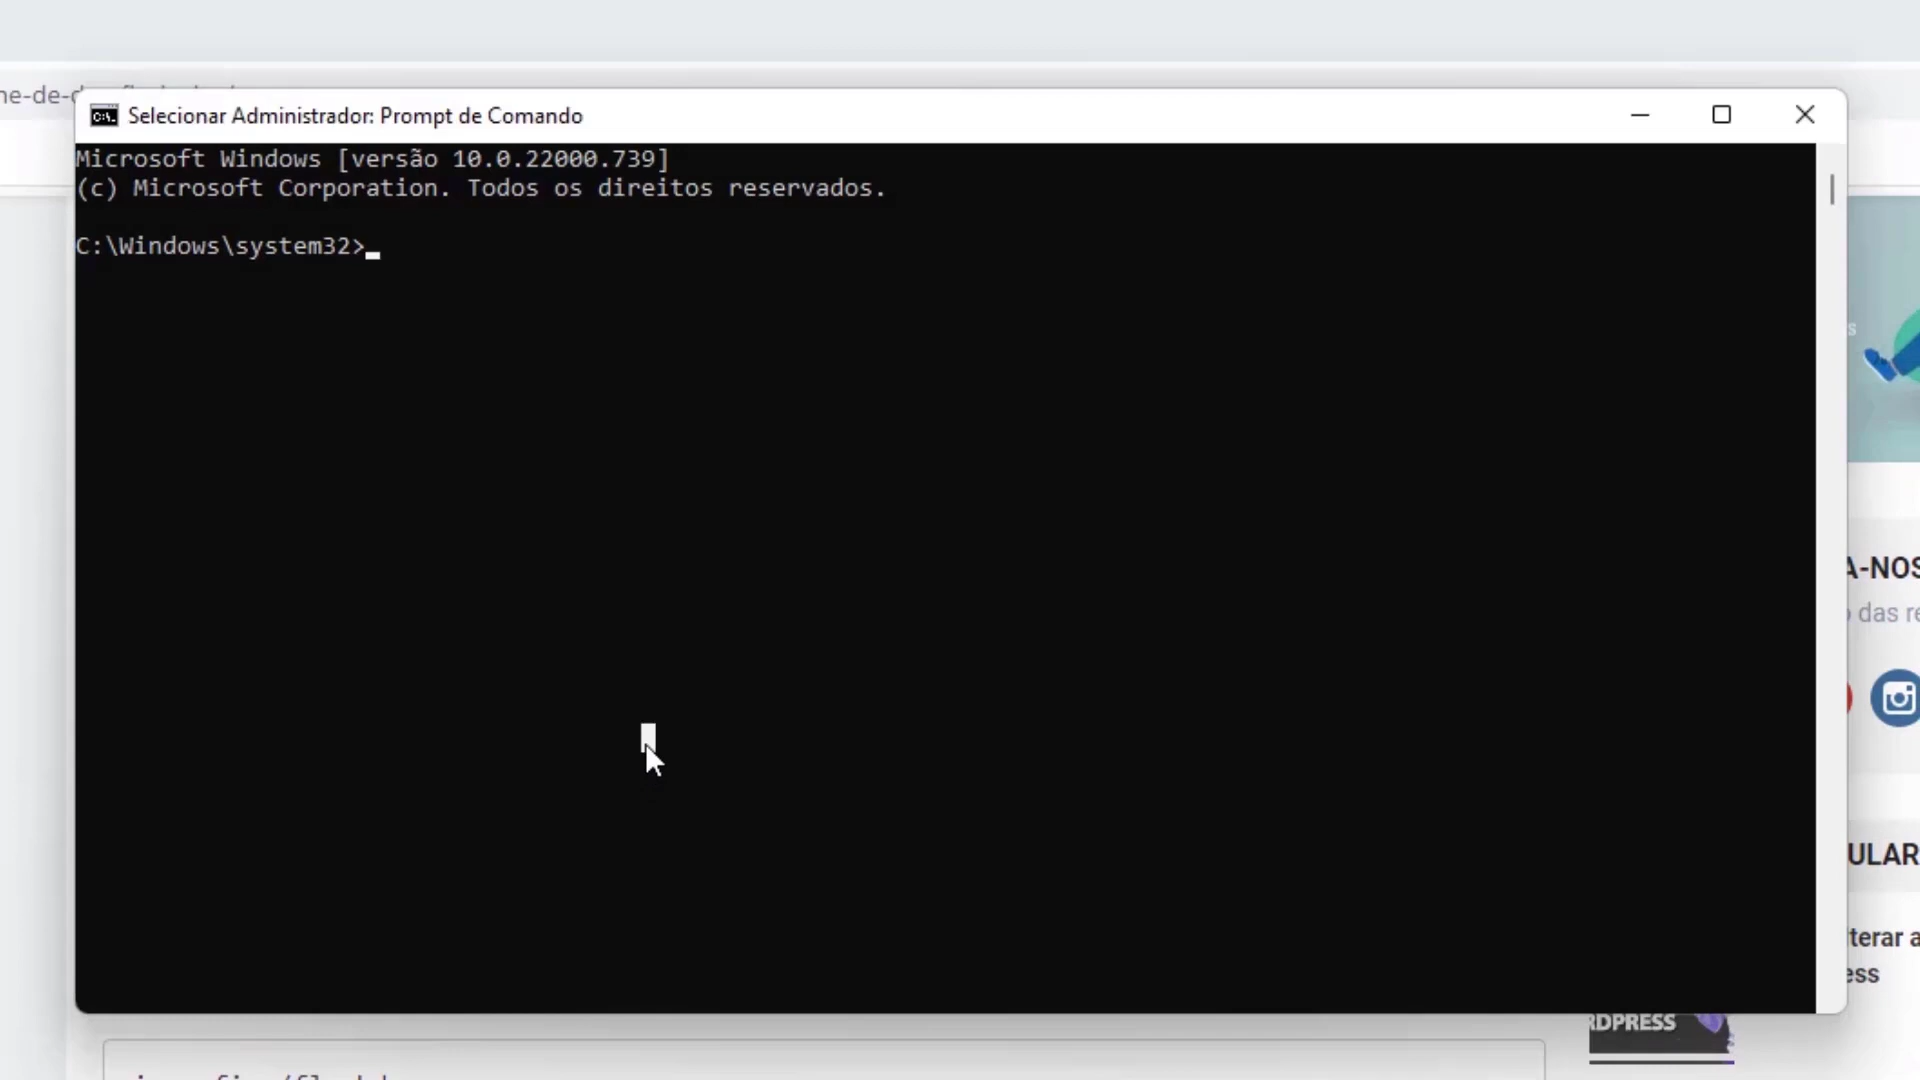 Selecionar Administrador: Prompt de Comando
Microsoft Windows [versão 10.0.22000.739]
(c) Microsoft Corporation. Todos os direitos reservados.
C:\Windows\system32>
A-NOS
das re
ULAR
lterar a
ess
RDPRESS